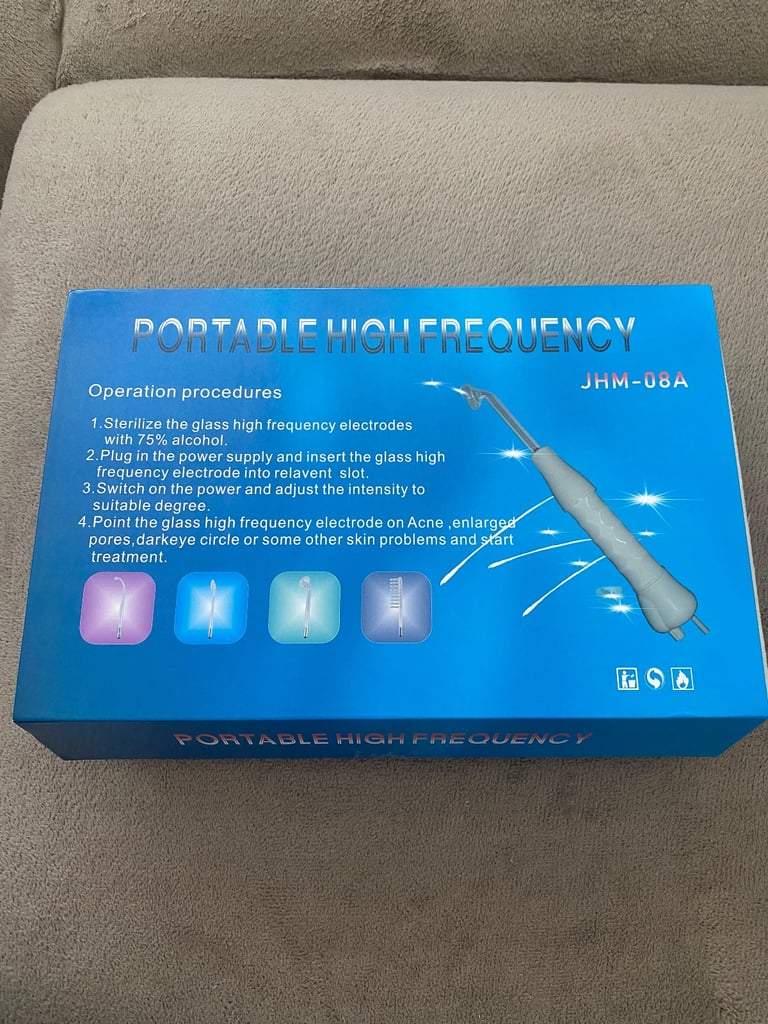 PORTABLE HIGH FREQUENCY
JHM-08A
Operation procedures
1.Sterilize the glass high frequency electrodes
with 75% alcohol.
2.Plug in the power supply and insert the glass high
frequency electrode into relavent slot.
3.Switch on the power and adjust the intensity to
suitable degree.
4.Point the glass high frequency electrode on Acne ,enlarged
pores,darkeye circle or some other skin problems and start
treatment.
PORTABLE HIGH FREQUENCY